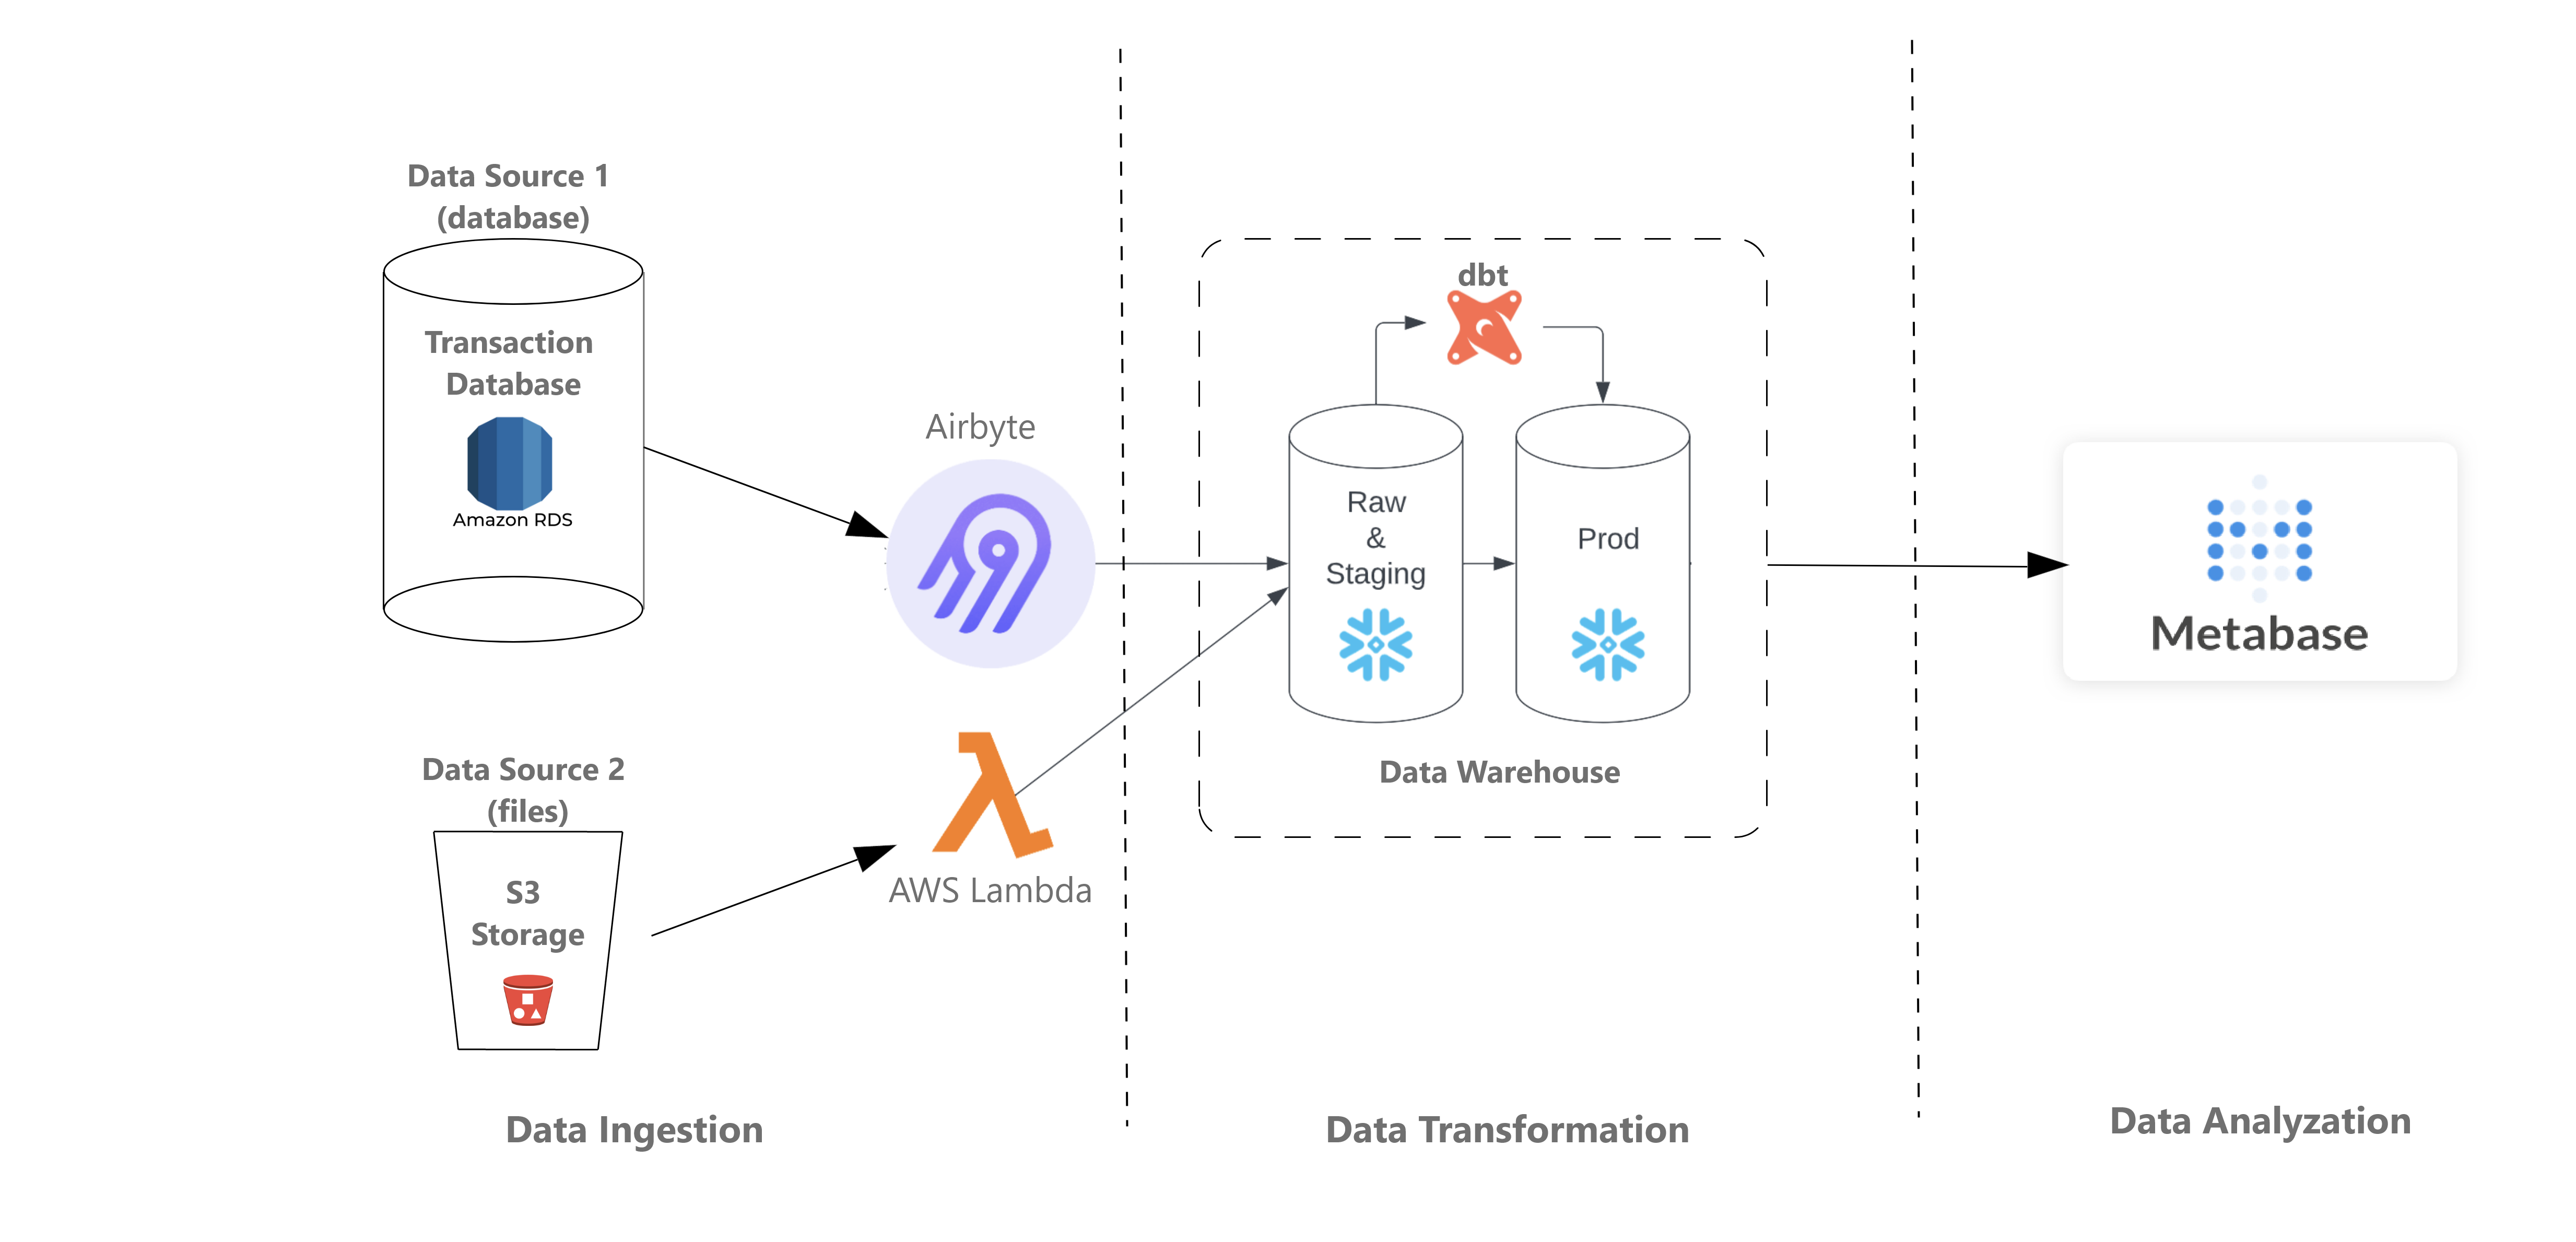 Data Source 1
(database)
Transaction
Database
Amazon RDS
Airbyte
Data Source 2
(files)
S3
Storage
AWS Lambda
Data Ingestion
dbt
Raw
&
Staging
Prod
Data Warehouse
Data Transformation
Metabase
Data Analyzation